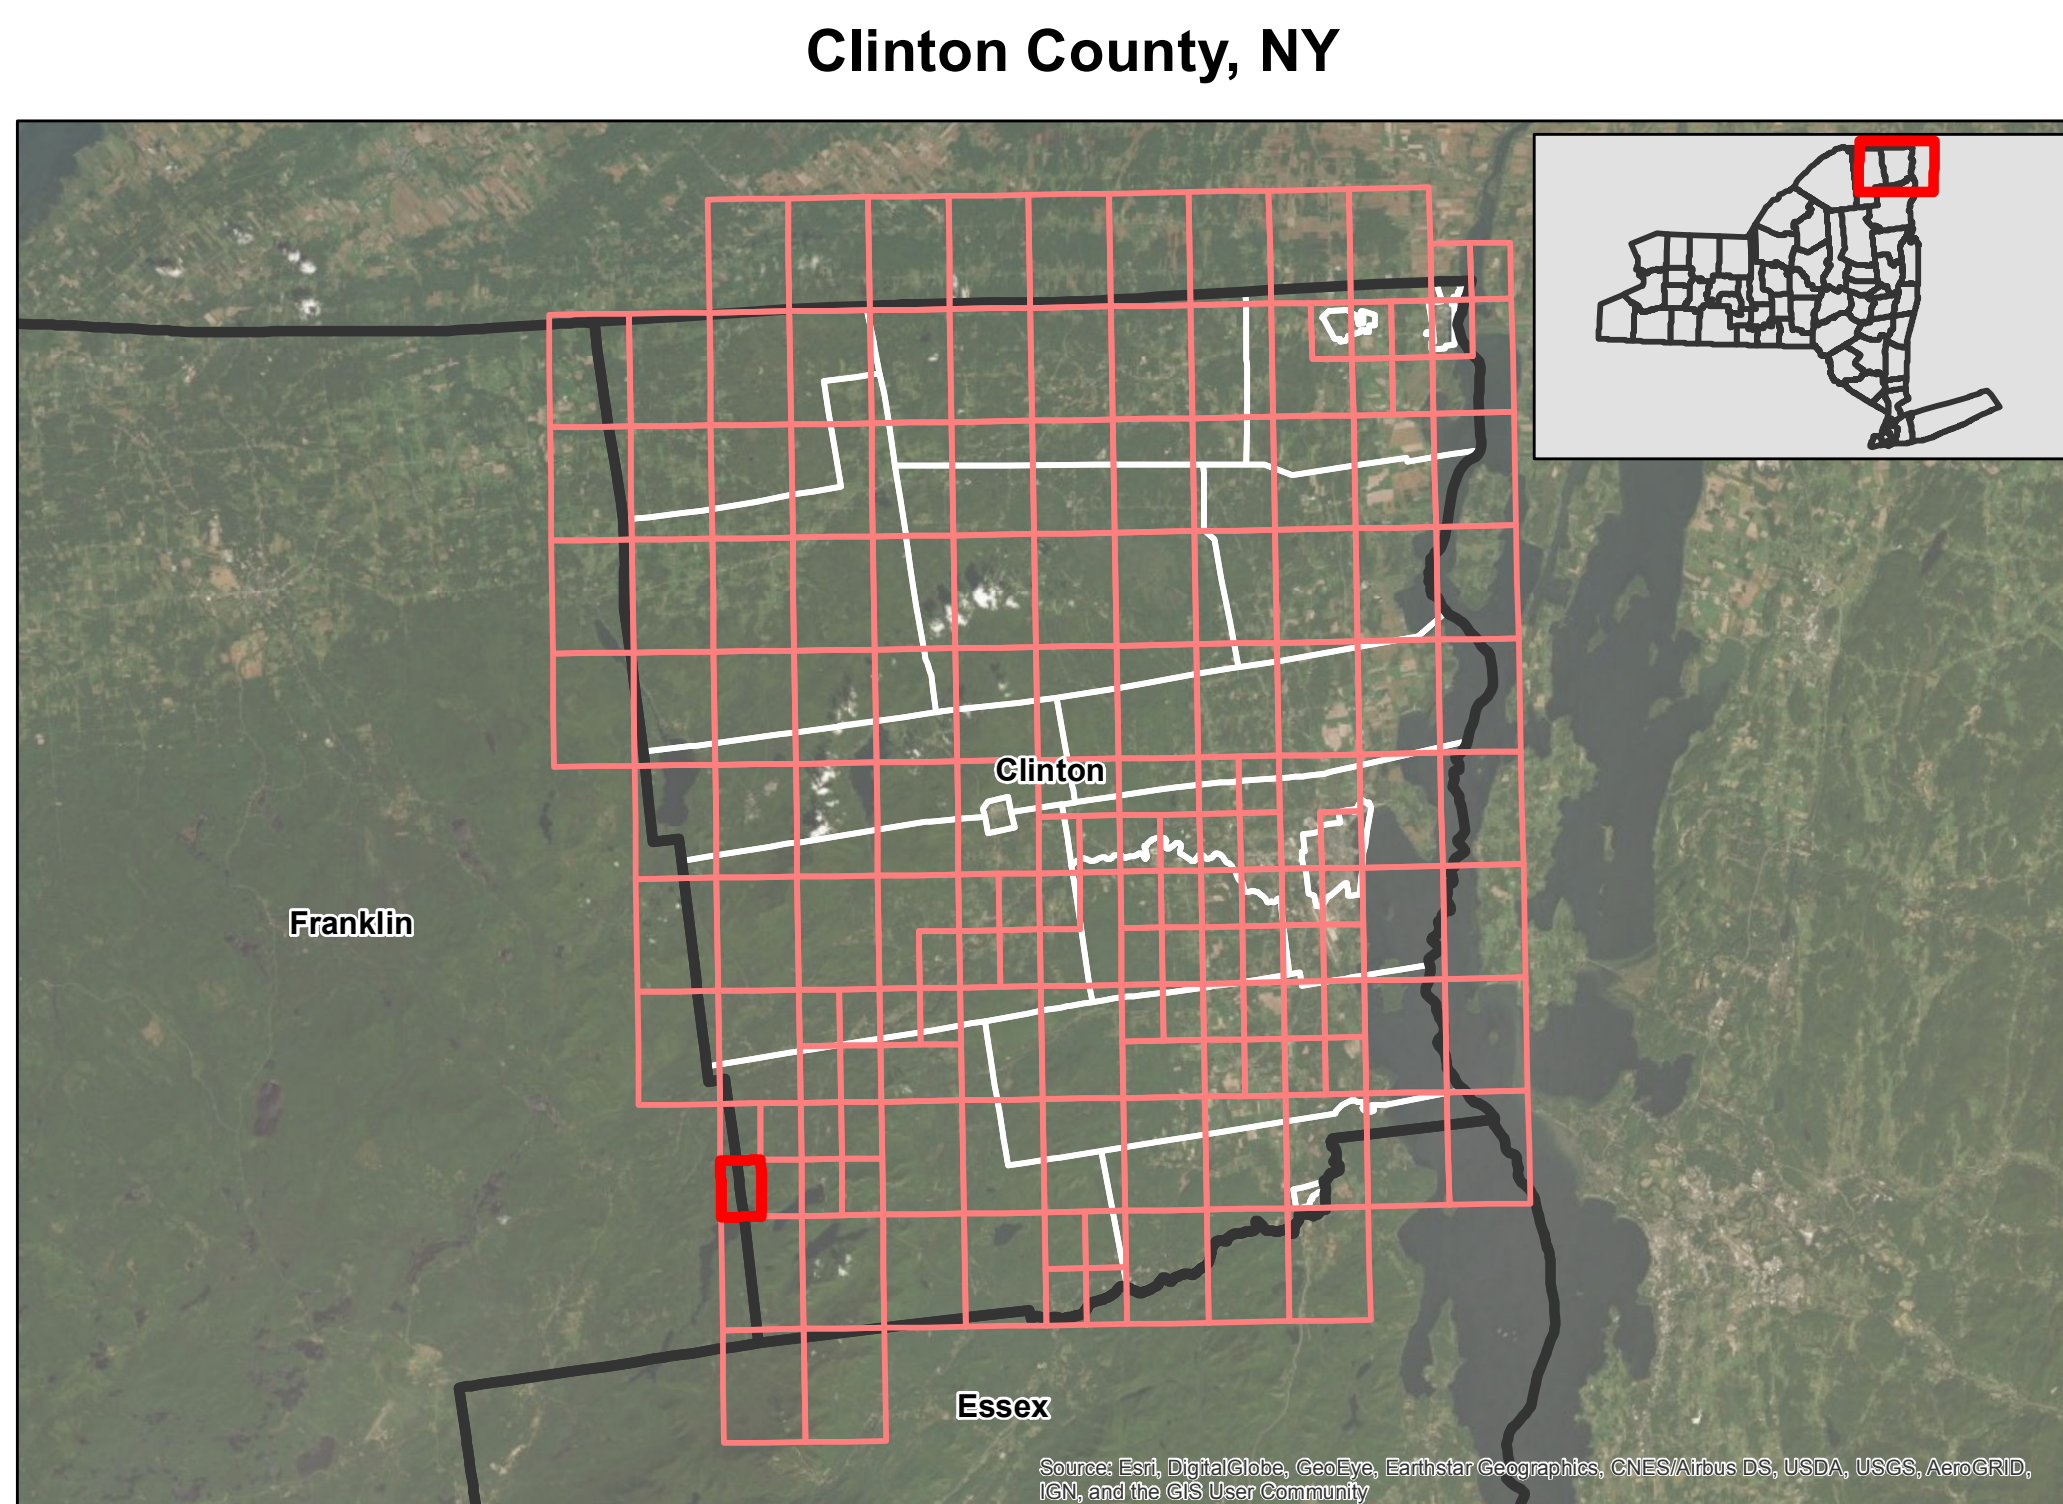 Clinton County, NY
Clinton
Franklin
Essex
Source: Esri, DigitalGlobe, GeoEye, Earthstar Geographics, CNES/Airbus DS, USDA, USGS, AeroGRID,
IGN, and the GIS User Community